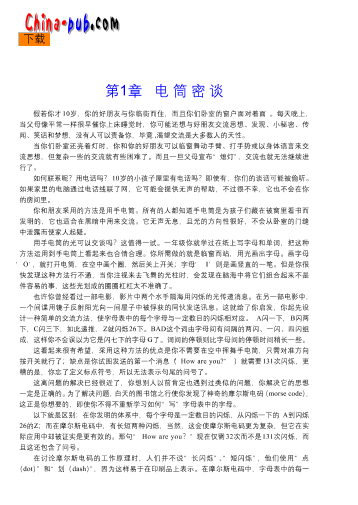 China-pub.com
下载
第1章 电 筒 密 谈
假若你才10岁，你的好朋友与你临街而住，而且你们卧室的窗户面对着面 。每天晚上，
当父母像平常一样很早催你上床睡觉时，你可能还想与好朋友交流思想、发现、小秘密、传
闻、笑话和梦想，没有人可以责备你，毕竟，渴望交流是大多数人的天性。
当你们卧室还亮着灯时，你和你的好朋友可以临窗舞动手臂、打手势或以身体语言来交
流思想，但复杂一些的交流就有些困难了。而且一旦父母宣布“熄灯”，交流也就无法继续进
行了。
如何联系呢？用电话吗？10岁的小孩子屋里有电话吗？即使有，你们的谈话可能被偷听。
如果家里的电脑通过电话线联了网，它可能会提供无声的帮助，不过很不幸，它也不会在你
的房间里。
你和朋友采用的方法是用手电筒。所有的人都知道手电筒是为孩子们藏在被窝里看书而
发明的，它也适合在黑暗中用来交流。它无声无息，且光的方向性很好，不会从卧室的门缝
中泄露而使家人起疑。
用手电筒的光可以交谈吗？这值得一试。一年级你就学过在纸上写字母和单词，把这种
方法运用到手电筒上看起来也合情合理。你所需做的就是临窗而站，用光画出字母。画字母
‘O’，就打开电筒，在空中画个圈，然后关上开关；字母‘I’则是画竖直的一笔。但是你很
快发现这种方法行不通，当你注视来去飞舞的光柱时，会发现在脑海中将它们组合起来不是
件容易的事，这些光划成的圈圈杠杠太不准确了。
也许你曾经看过一部电影，影片中两个水手隔海用闪烁的光传递消息。在另一部电影中，
一个间谍用镜子反射阳光向一间屋子中被俘获的同伙发送讯息。这就给了你启发，你起先设
计一种简单的交流方法，使字母表中的每个字母与一定数目的闪烁相对应。 A闪一下，B闪两
下，C闪三下，如此递推，Z就闪烁26下。BAD这个词由字母间有间隔的两闪、一闪、四闪组
成，这样你不会误以为它是闪七下的字母 G了。词间的停顿则比字母间的停顿时间稍长一些。
这看起来很有希望，采用这种方法的优点是你不需要在空中挥舞手电筒，只需对准方向
按开关就行了；缺点是你试图发送的第一个消息（“How are you?” ）就需要131次闪烁，更
糟的是，你忘了定义标点符号，所以无法表示句尾的问号了。
这离问题的解决已经很近了，你想别人以前肯定也遇到过类似的问题，你解决它的思想
一定是正确的。为了解决问题，白天的图书馆之行使你发现了神奇的摩尔斯电码 (morse code)，
这正是你想要的，即使你不得不重新学习如何“写”字母表中的字母。
以下就是区别：在你发明的体系中，每个字母是一定数目的闪烁，从闪烁一下的 A到闪烁
26的Z；而在摩尔斯电码中，有长短两种闪烁，当然，这会使摩尔斯电码更为复杂，但它在实
际应用中却被证实是更有效的。那句“ How are you? ”现在仅需32次而不是131次闪烁，而
且这还包含了问号。
在讨论摩尔斯电码的工作原理时，人们并不说“长闪烁”、“短闪烁”，他们使用“点
(dot)”和“划 (dash)”，因为这样易于在印刷品上表示。在摩尔斯电码中，字母表中的每一